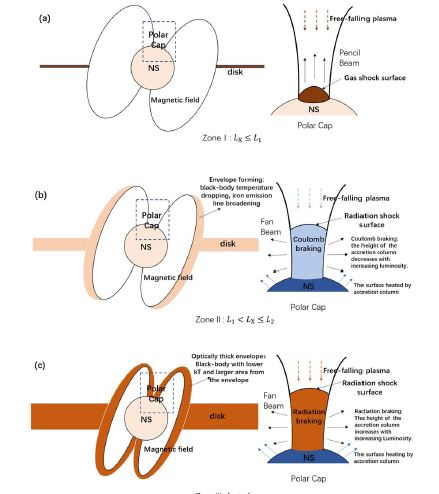 (a)
Free-falling plasma
Polar
Cap
NS
disk
Magnetic field
Pencil
Beam
Gas shock surface
NS
Polar Cap
Zone I : L_X ≤ L_1
(b)
Envelope forming:
black-body temperature
dropping, iron emission
line broadening
Free-falling plasma
Radiation shock
surface
Polar
Cap
NS
disk
Magnetic field
Fan
Beam
Coulomb
braking
Coulomb braking:
the height of the
accretion column
decreases with
increasing luminosity.
NS
The surface heated by
accretion column
Polar Cap
Zone II : L_1 < L_X ≤ L_2
(c)
Optically thick envelope:
Black-body with lower
kT and larger area from
the envelope
Free-falling plasma
Radiation shock
surface
Polar
Cap
NS
disk
Magnetic field
Fan
Beam
Radiation
braking
Raciation braking:
The height of the
accretion column
increases with
increasing Luminosity.
NS
The surface heating by
accretion column
Polar Cap